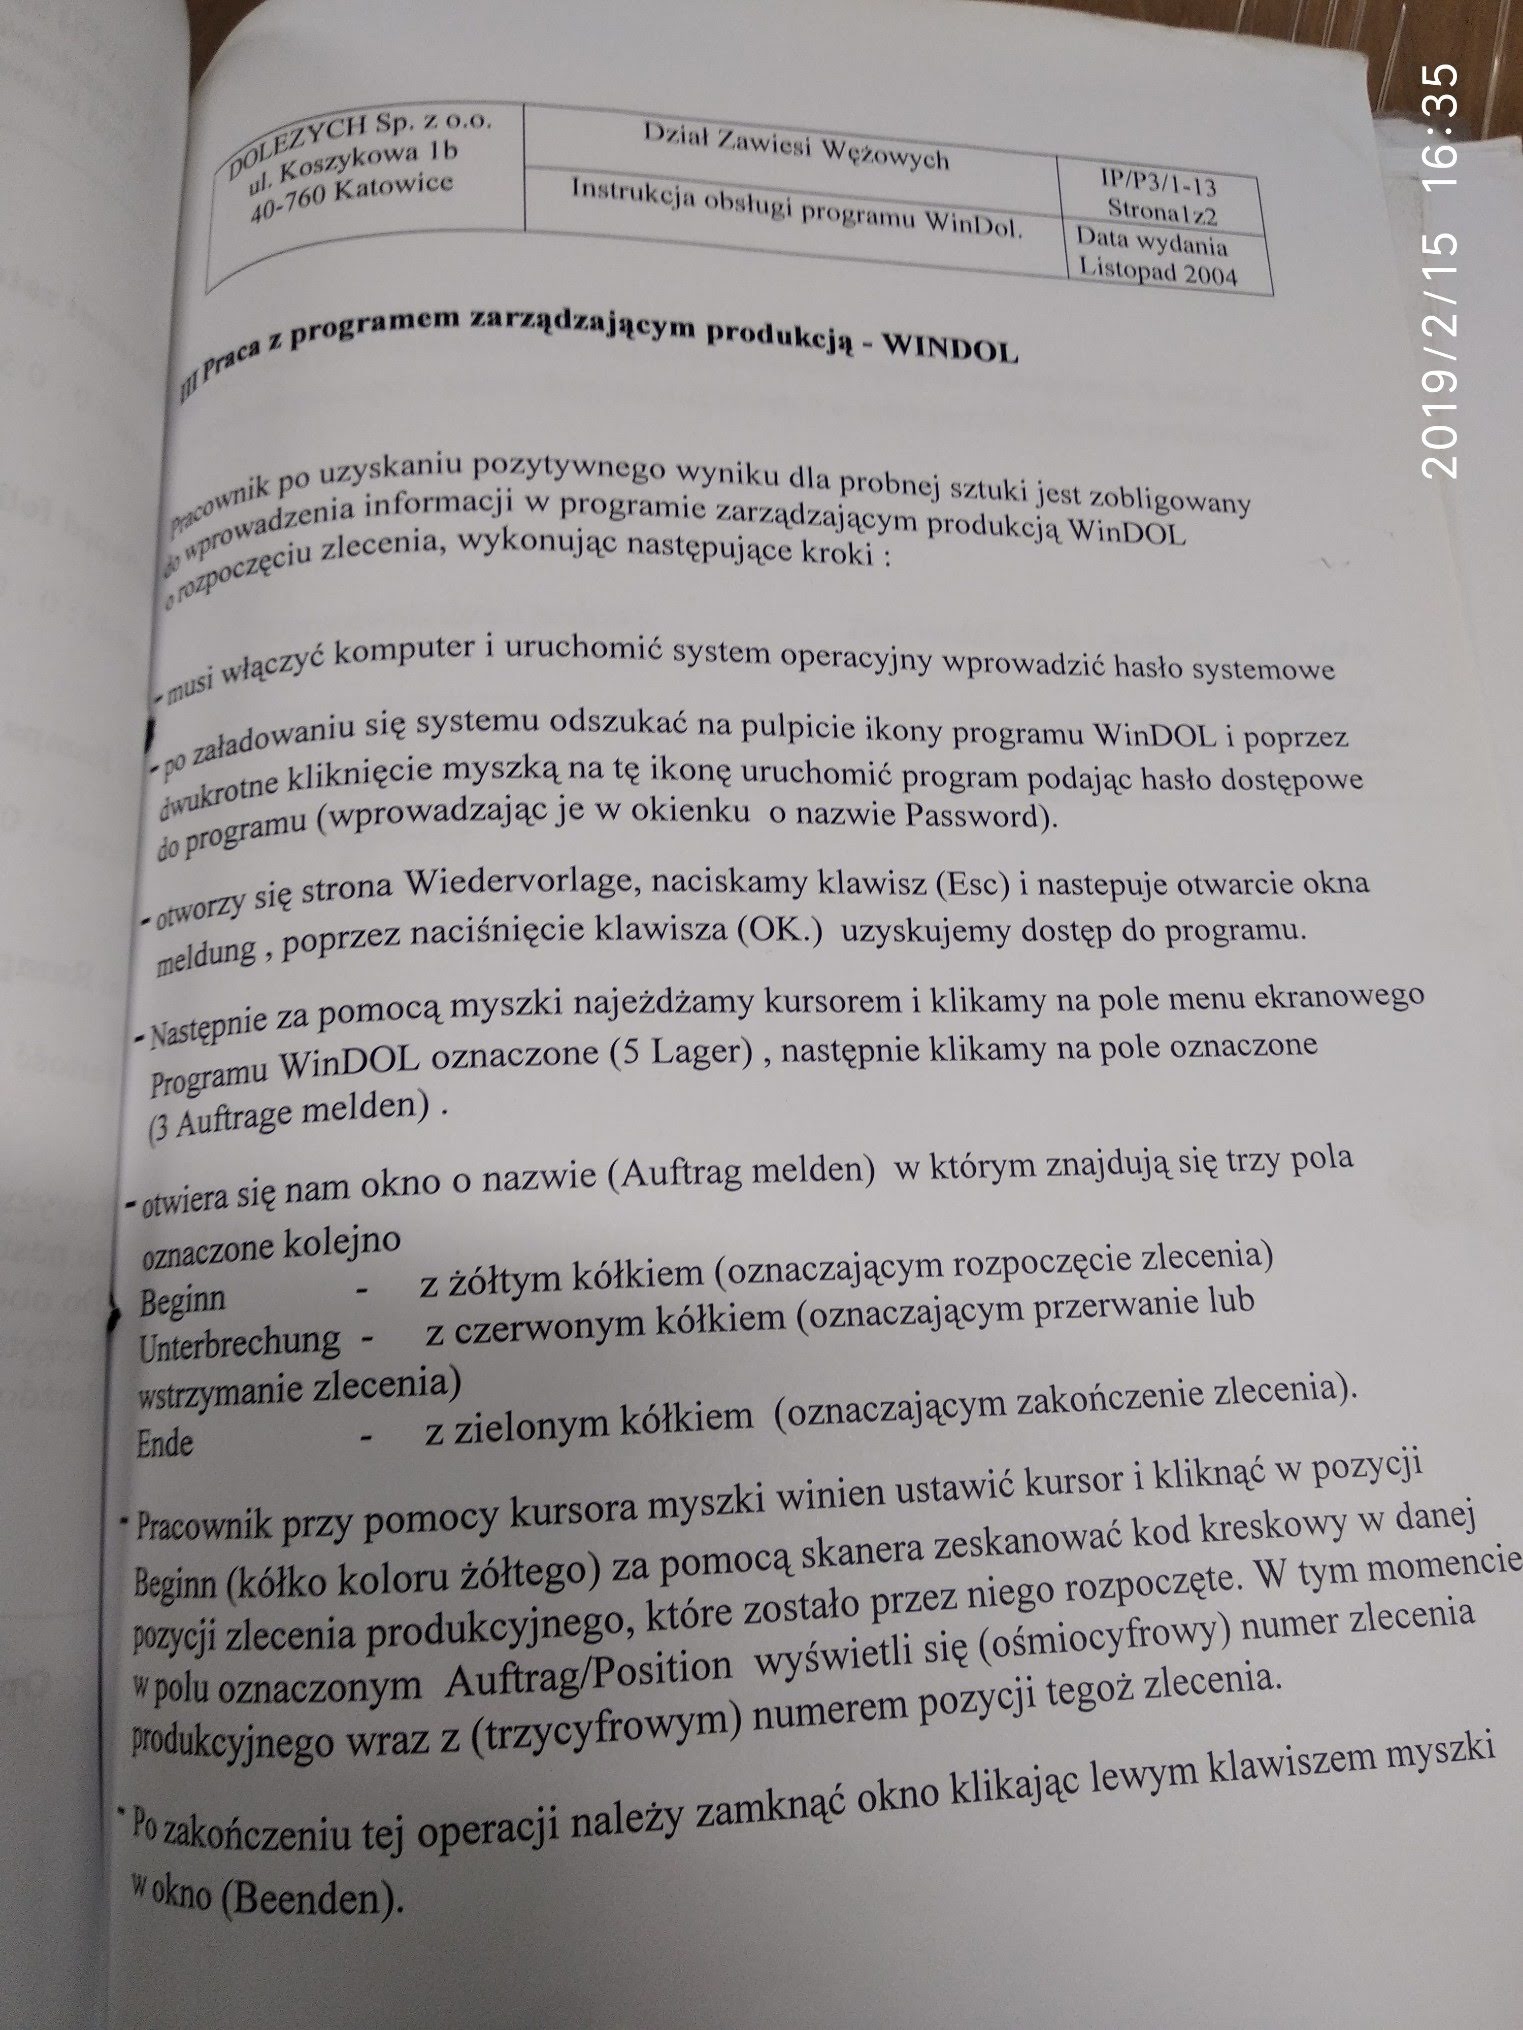 DOLEZYCH Sp. z o.o.
ul. Koszykowa 1b
40-760 Katowice
Dział Zawiesi Wężowych
Instrukcja obsługi programu WinDol.
IP/P3/1-13
Strona1z2
Data wydania
Listopad 2004
2019/2/15 16:35
III Praca z programem zarządzającym produkcją - WINDOL
Pracownik po uzyskaniu pozytywnego wyniku dla probnej sztuki jest zobligowany
do wprowadzenia informacji w programie zarządzającym produkcją WinDOL
o rozpoczęciu zlecenia, wykonując następujące kroki :
- musi włączyć komputer i uruchomić system operacyjny wprowadzić hasło systemowe
- po załadowaniu się systemu odszukać na pulpicie ikony programu WinDOL i poprzez
dwukrotne kliknięcie myszką na tę ikonę uruchomić program podając hasło dostępowe
do programu (wprowadzając je w okienku o nazwie Password).
- otworzy się strona Wiedervorlage, naciskamy klawisz (Esc) i nastepuje otwarcie okna
meldung , poprzez naciśnięcie klawisza (OK.) uzyskujemy dostęp do programu.
- Następnie za pomocą myszki najeżdżamy kursorem i klikamy na pole menu ekranowego
Programu WinDOL oznaczone (5 Lager) , następnie klikamy na pole oznaczone
(3 Auftrage melden) .
- otwiera się nam okno o nazwie (Auftrag melden) w którym znajdują się trzy pola
oznaczone kolejno
Beginn - z żółtym kółkiem (oznaczającym rozpoczęcie zlecenia)
Unterbrechung - z czerwonym kółkiem (oznaczającym przerwanie lub
wstrzymanie zlecenia)
Ende - z zielonym kółkiem (oznaczającym zakończenie zlecenia).
- Pracownik przy pomocy kursora myszki winien ustawić kursor i kliknąć w pozycji
Beginn (kółko koloru żółtego) za pomocą skanera zeskanować kod kreskowy w danej
pozycji zlecenia produkcyjnego, które zostało przez niego rozpoczęte. W tym momencie
w polu oznaczonym Auftrag/Position wyświetli się (ośmiocyfrowy) numer zlecenia
produkcyjnego wraz z (trzycyfrowym) numerem pozycji tegoż zlecenia.
- Po zakończeniu tej operacji należy zamknąć okno klikając lewym klawiszem myszki
w okno (Beenden).